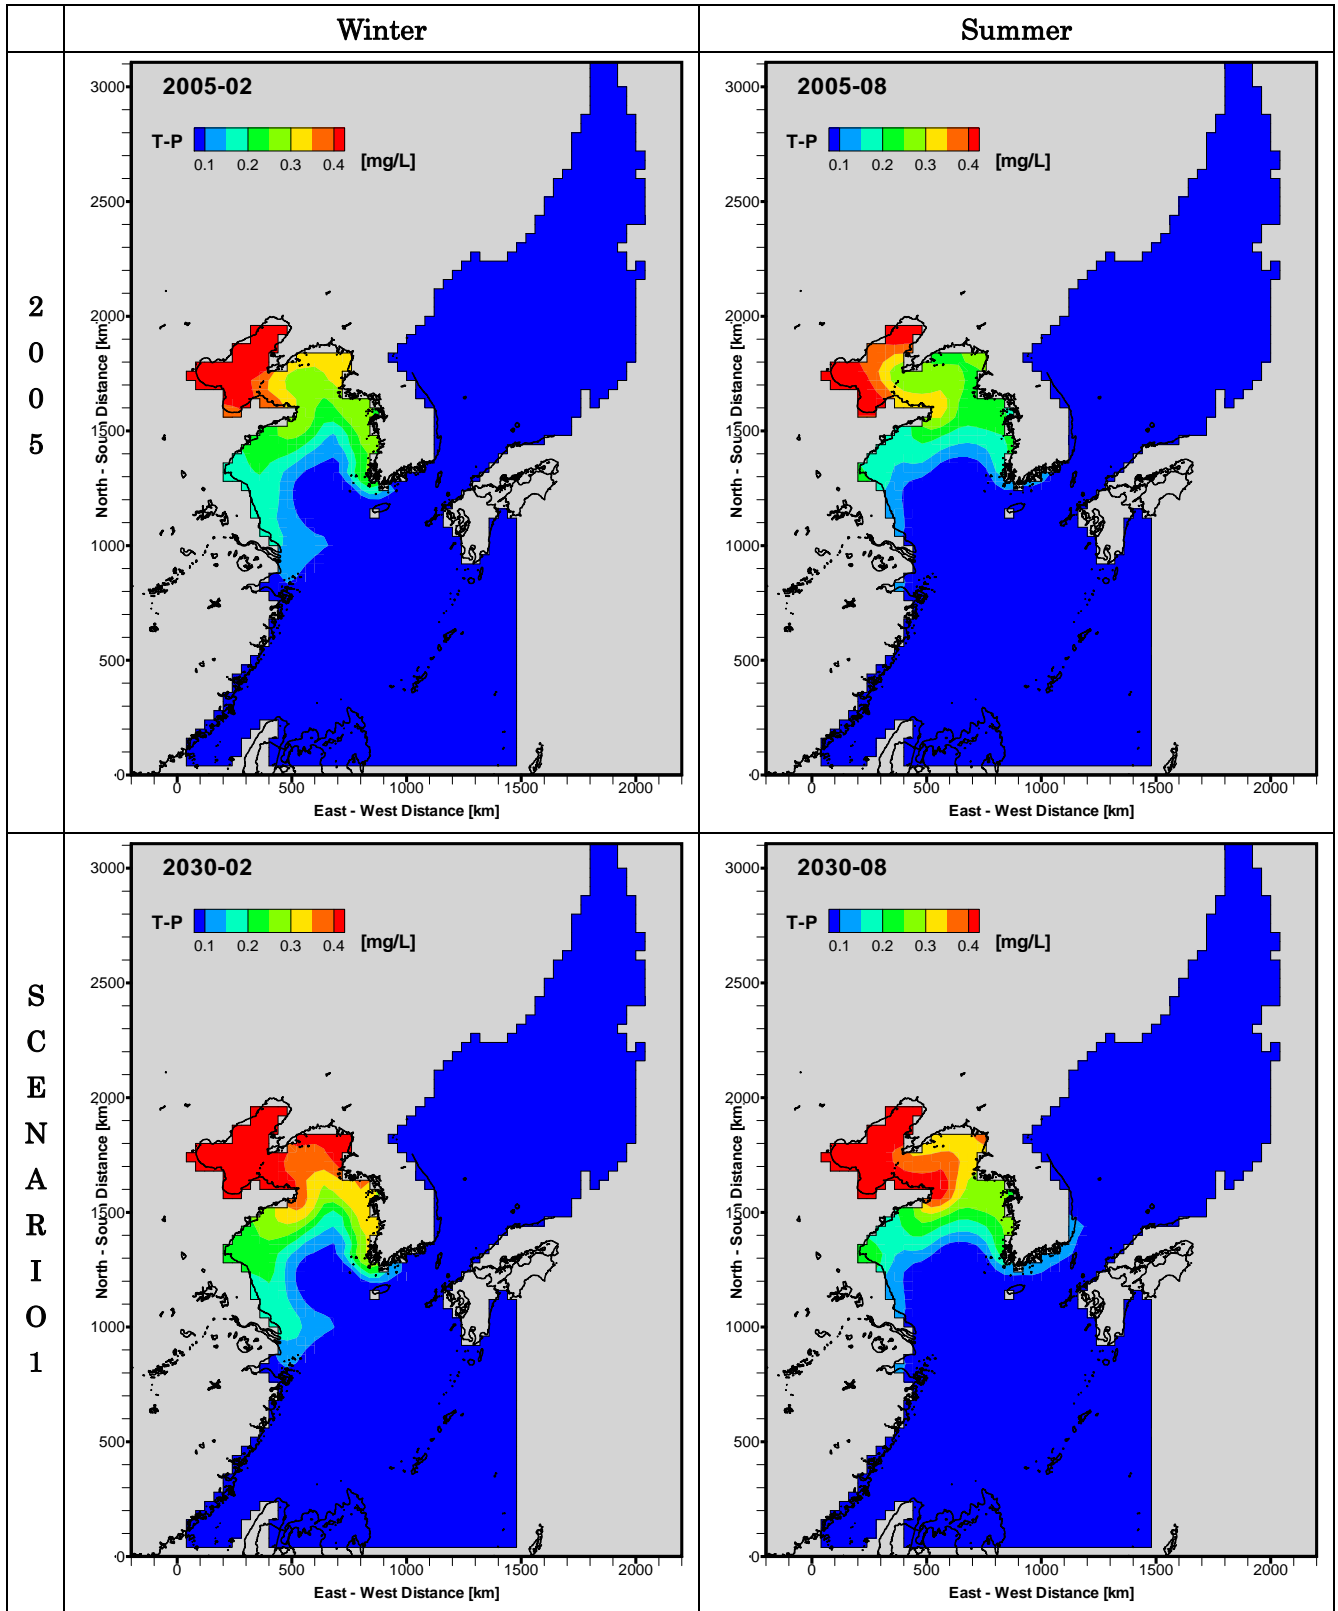 Winter
Summer
2
0
0
5
2005-02
T-P
0.1 0.2 0.3 0.4
[mg/L]
3000
2500
2000
1500
1000
500
0
North - South Distance [km]
0 500 1000 1500 2000
East - West Distance [km]
2005-08
T-P
0.1 0.2 0.3 0.4
[mg/L]
3000
2500
2000
1500
1000
500
0
North - South Distance [km]
0 500 1000 1500 2000
East - West Distance [km]
S
C
E
N
A
R
I
O
1
2030-02
T-P
0.1 0.2 0.3 0.4
[mg/L]
3000
2500
2000
1500
1000
500
0
North - South Distance [km]
0 500 1000 1500 2000
East - West Distance [km]
2030-08
T-P
0.1 0.2 0.3 0.4
[mg/L]
3000
2500
2000
1500
1000
500
0
North - South Distance [km]
0 500 1000 1500 2000
East - West Distance [km]